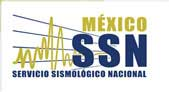 MÉXICO
SSN
SERVICIO SISMOLÓGICO NACIONAL